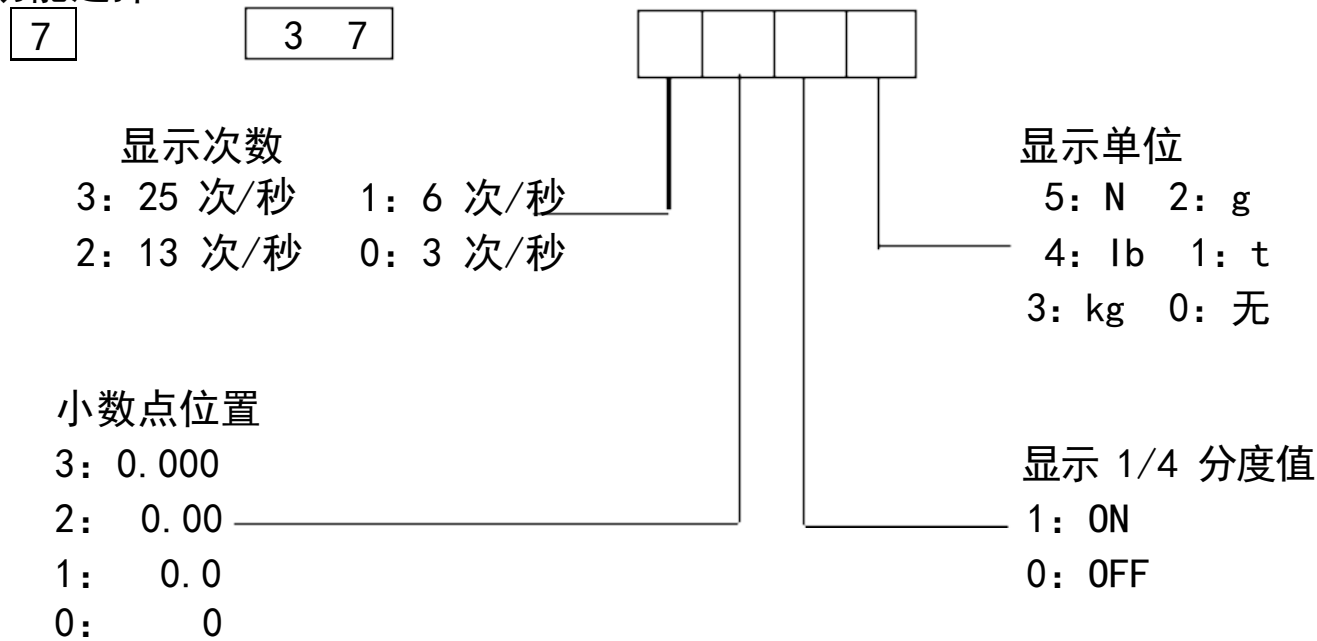 7 3 7
显示次数
3: 25 次/秒 1: 6 次/秒
2: 13 次/秒 0: 3 次/秒
显示单位
5: N 2: g
4: lb 1: t
3: kg 0: 无
小数点位置
3: 0.000
2: 0.00
1: 0.0
0: 0
显示 1/4 分度值
1: ON
0: OFF